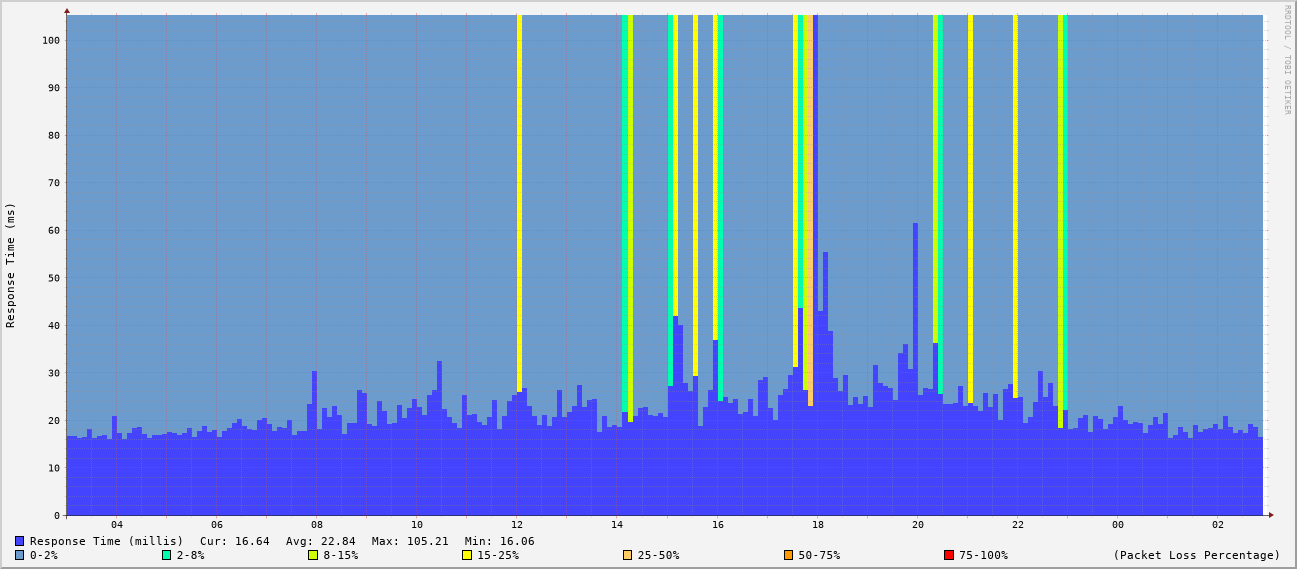 RRDTOOL / TOBI OETIKER
Response Time (ms)
100
90
80
70
60
50
40
30
20
10
0
04 06 08 10 12 14 16 18 20 22 00 02
Response Time (millis) Cur: 16.64 Avg: 22.84 Max: 105.21 Min: 16.06
0-2% 2-8% 8-15% 15-25% 25-50% 50-75% 75-100% (Packet Loss Percentage)